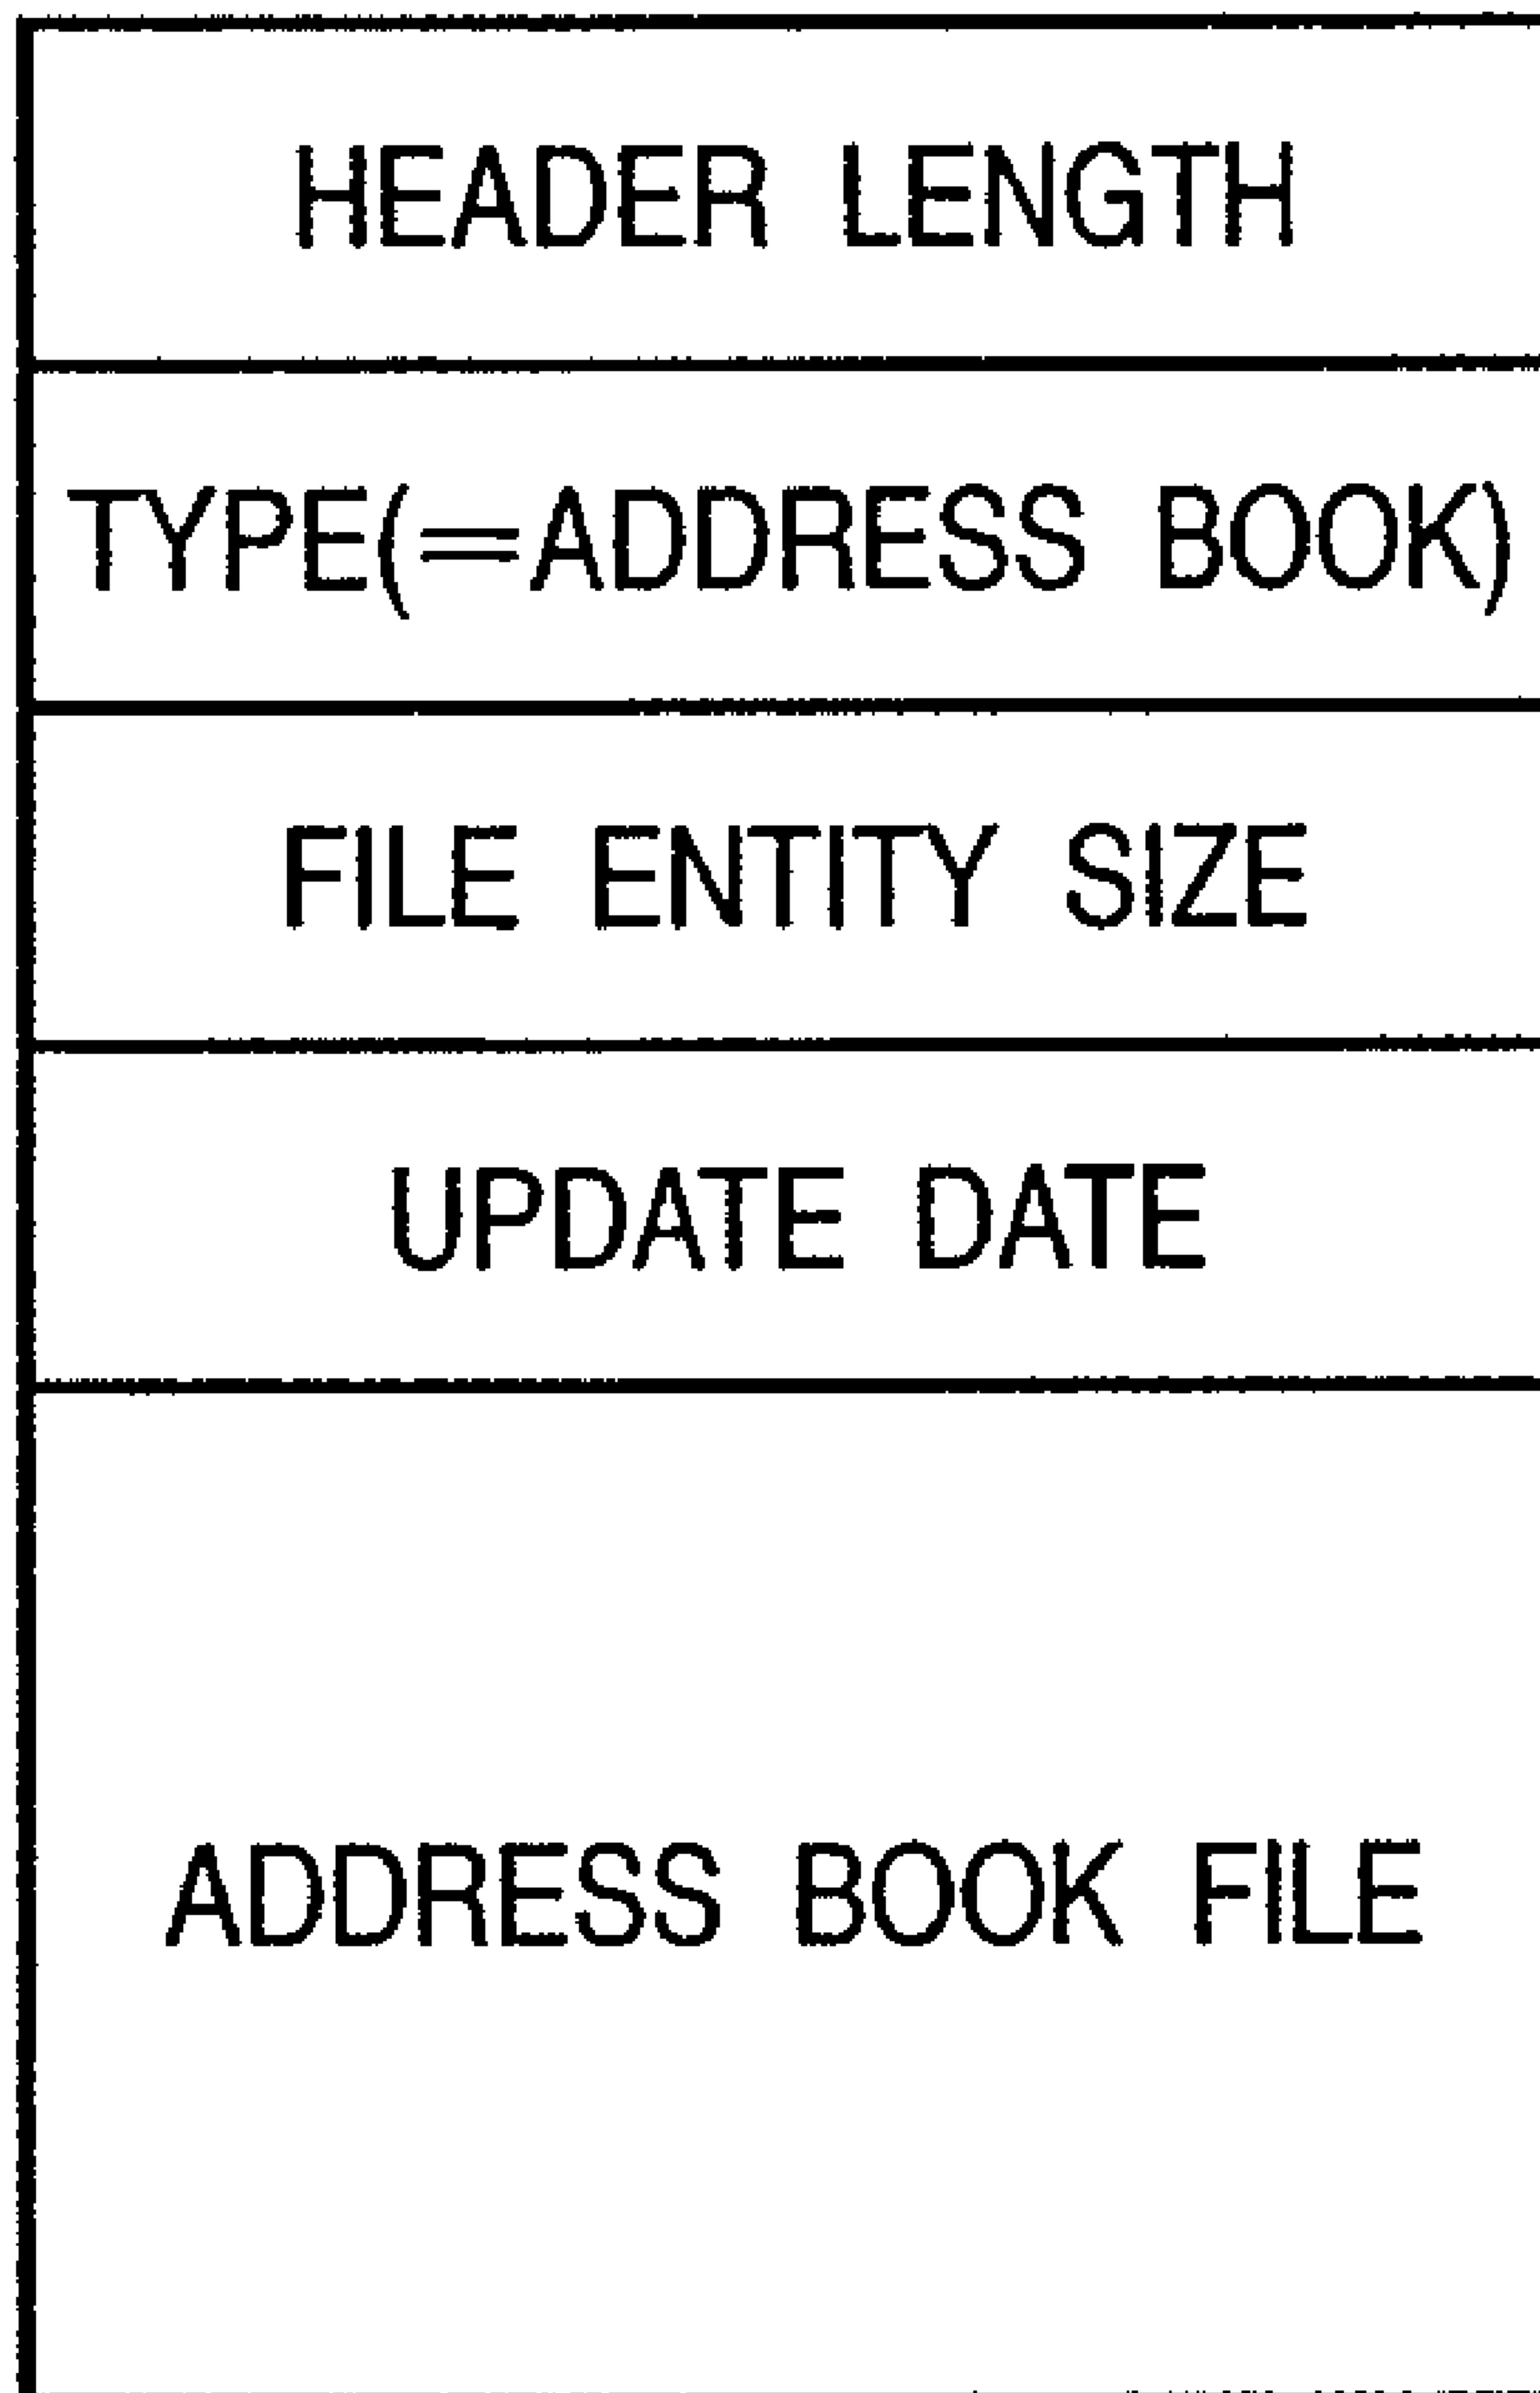 HEADER LENGTH
TYPE(=ADDRESS BOOK)
FILE ENTITY SIZE
UPDATE DATE
ADDRESS BOOK FILE